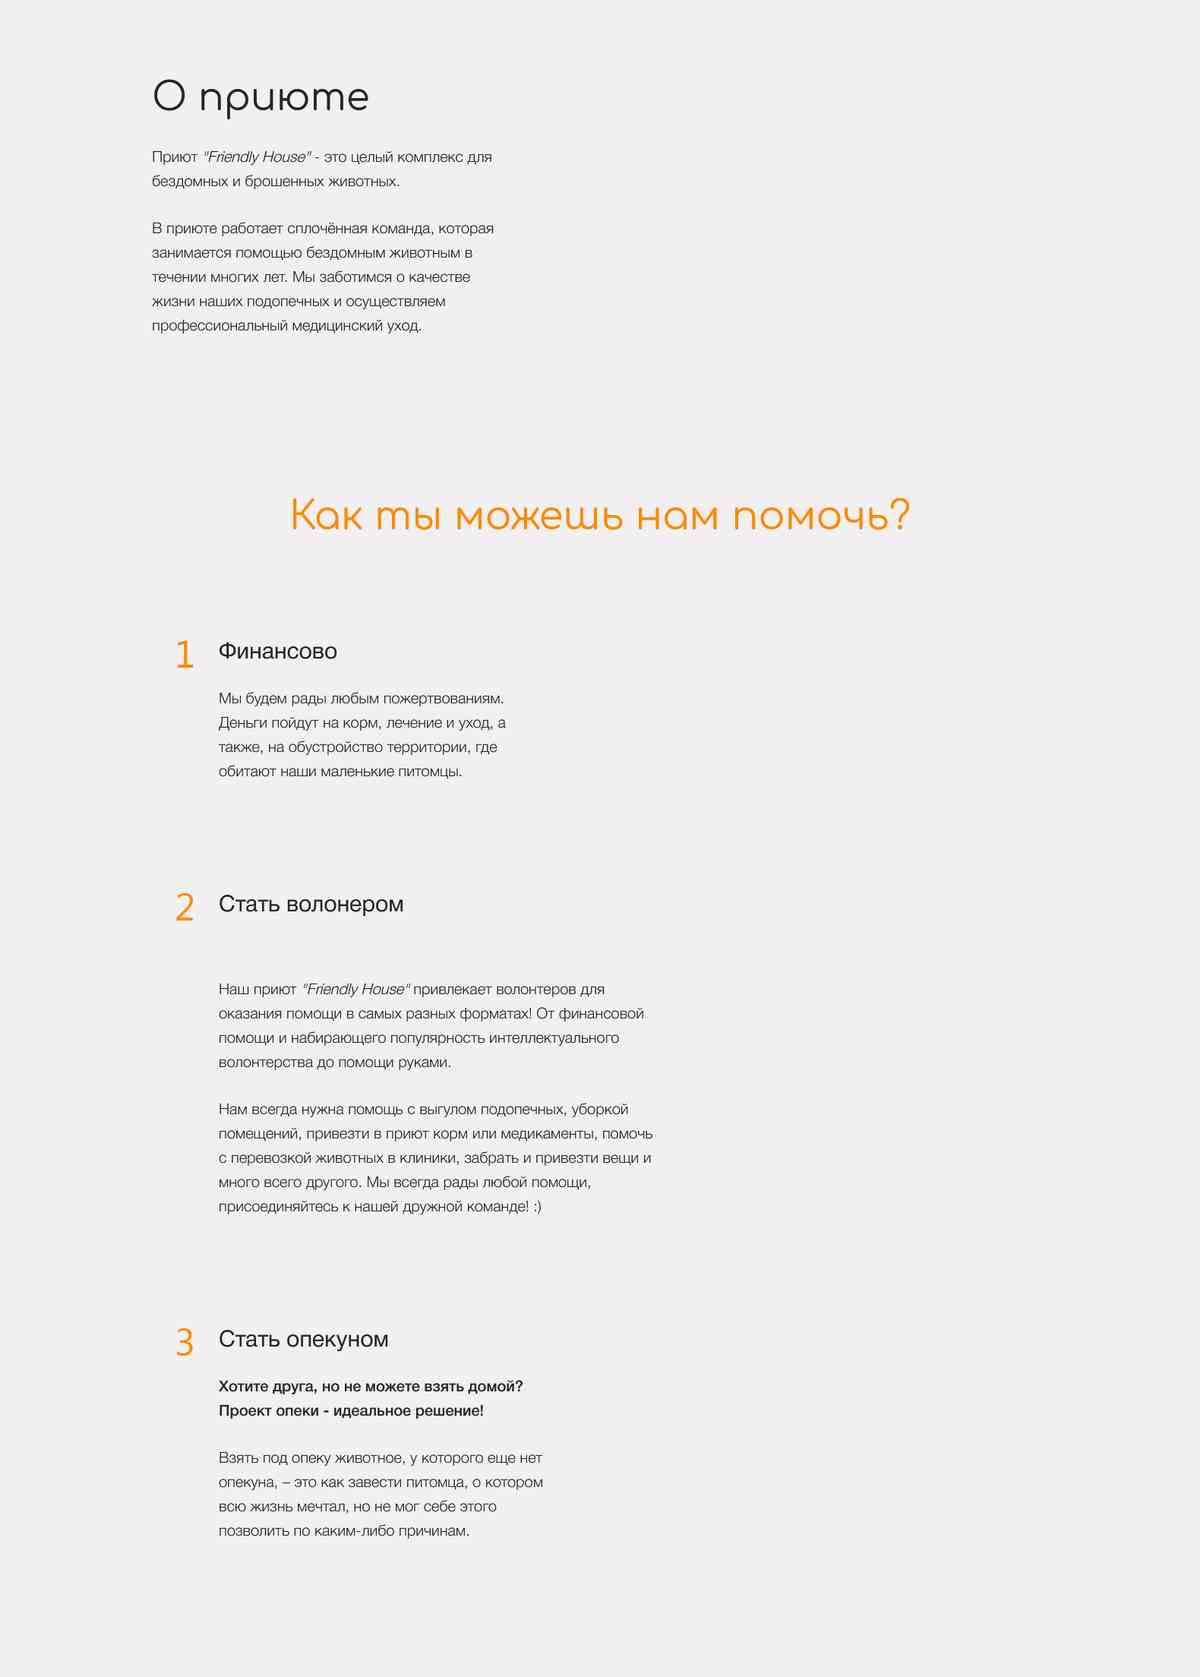 О приюте
Приют "Friendly House" - это целый комплекс для
бездомных и брошенных животных.
В приюте работает сплочённая команда, которая
занимается помощью бездомным животным в
течении многих лет. Мы заботимся о качестве
жизни наших подопечных и осуществляем
профессиональный медицинский уход.
Как ты можешь нам помочь?
1 Финансово
Мы будем рады любым пожертвованиям.
Деньги пойдут на корм, лечение и уход, а
также, на обустройство территории, где
обитают наши маленькие питомцы.
2 Стать волонером
Наш приют "Friendly House" привлекает волонтеров для
оказания помощи в самых разных форматах! От финансовой
помощи и набирающего популярность интеллектуального
волонтерства до помощи руками.
Нам всегда нужна помощь с выгулом подопечных, уборкой
помещений, привезти в приют корм или медикаменты, помочь
с перевозкой животных в клиники, забрать и привезти вещи и
много всего другого. Мы всегда рады любой помощи,
присоединяйтесь к нашей дружной команде! :)
3 Стать опекуном
Хотите друга, но не можете взять домой?
Проект опеки - идеальное решение!
Взять под опеку животное, у которого еще нет
опекуна, – это как завести питомца, о котором
всю жизнь мечтал, но не мог себе этого
позволить по каким-либо причинам.